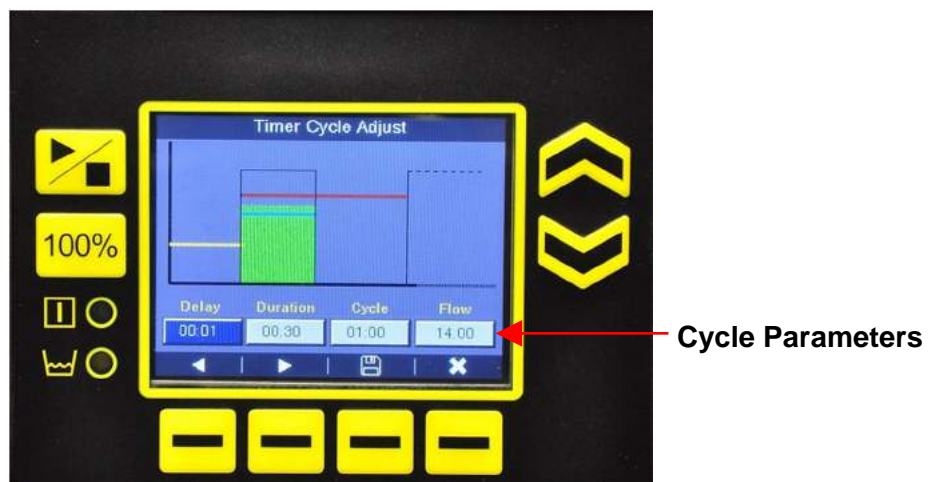 Timer Cycle Adjust
100%
Delay Duration Cycle Flow
00:01 00:30 01:00 14.00
Cycle Parameters